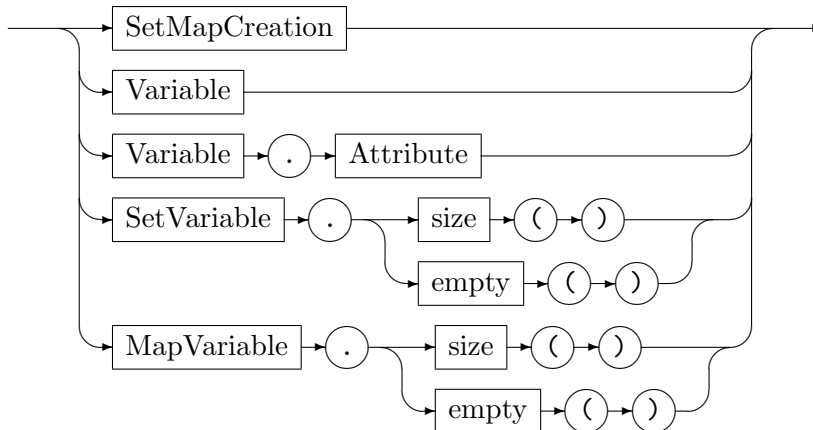 SetMapCreation
Variable
Variable . Attribute
SetVariable . size ( )
empty ( )
MapVariable . size ( )
empty ( )